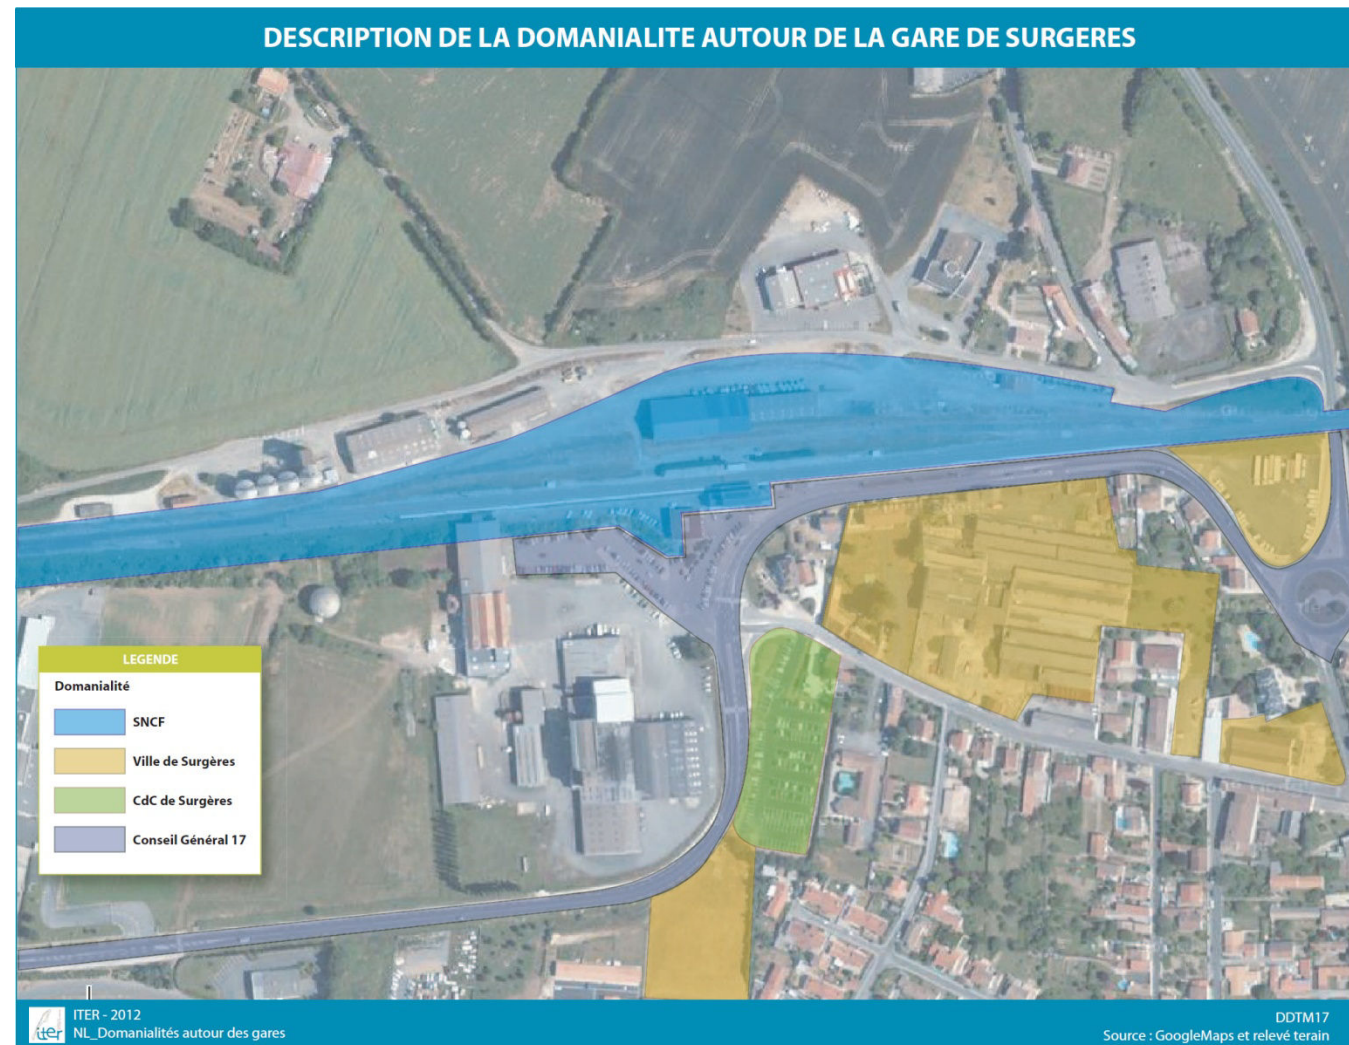 DESCRIPTION DE LA DOMANIALITE AUTOUR DE LA GARE DE SURGERES
LEGENDE
Domanialité
SNCF
Ville de Surgères
CdC de Surgères
Conseil Général 17
iter
ITER - 2012
NL_Domanialités autour des gares
DDTM17
Source : GoogleMaps et relevé terain